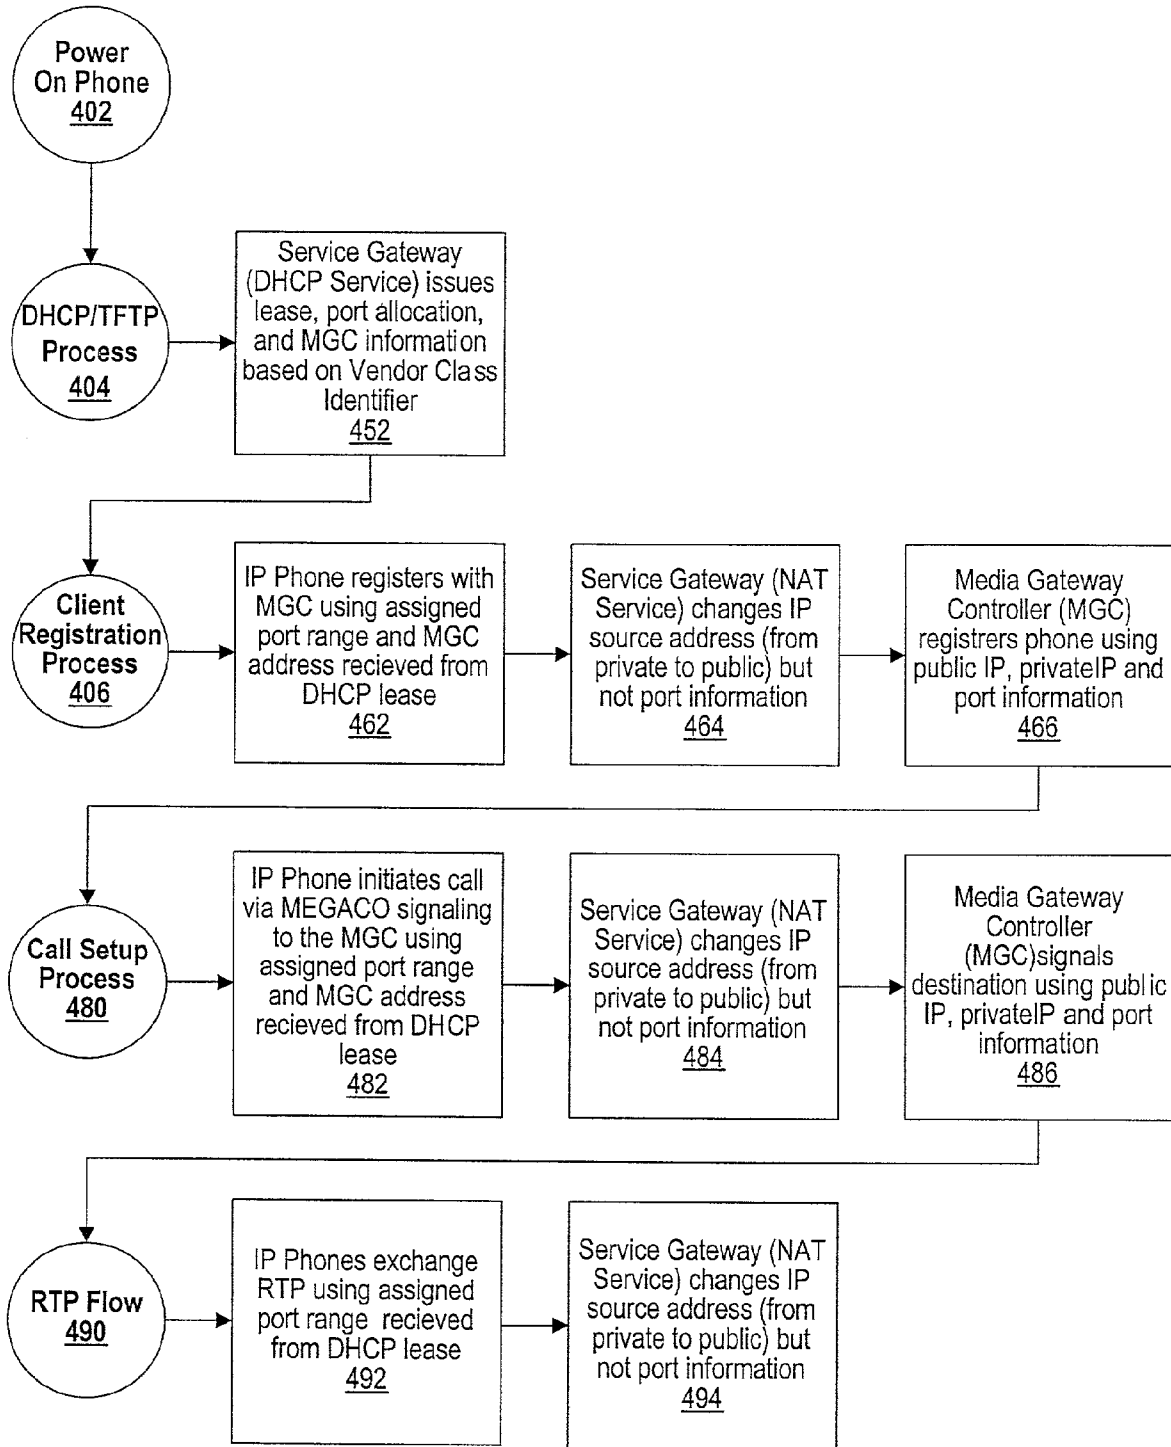 Power
On Phone
402
DHCP/TFTP
Process
404
Service Gateway
(DHCP Service) issues
lease, port allocation,
and MGC information
based on Vendor Class
Identifier
452
Client
Registration
Process
406
IP Phone registers with
MGC using assigned
port range and MGC
address recieved from
DHCP lease
462
Service Gateway (NAT
Service) changes IP
source address (from
private to public) but
not port information
464
Media Gateway
Controller (MGC)
registrers phone using
public IP, privateIP and
port information
466
Call Setup
Process
480
IP Phone initiates call
via MEGACO signaling
to the MGC using
assigned port range
and MGC address
recieved from DHCP
lease
482
Service Gateway (NAT
Service) changes IP
source address (from
private to public) but
not port information
484
Media Gateway
Controller
(MGC)signals
destination using public
IP, privateIP and port
information
486
RTP Flow
490
IP Phones exchange
RTP using assigned
port range recieved
from DHCP lease
492
Service Gateway (NAT
Service) changes IP
source address (from
private to public) but
not port information
494